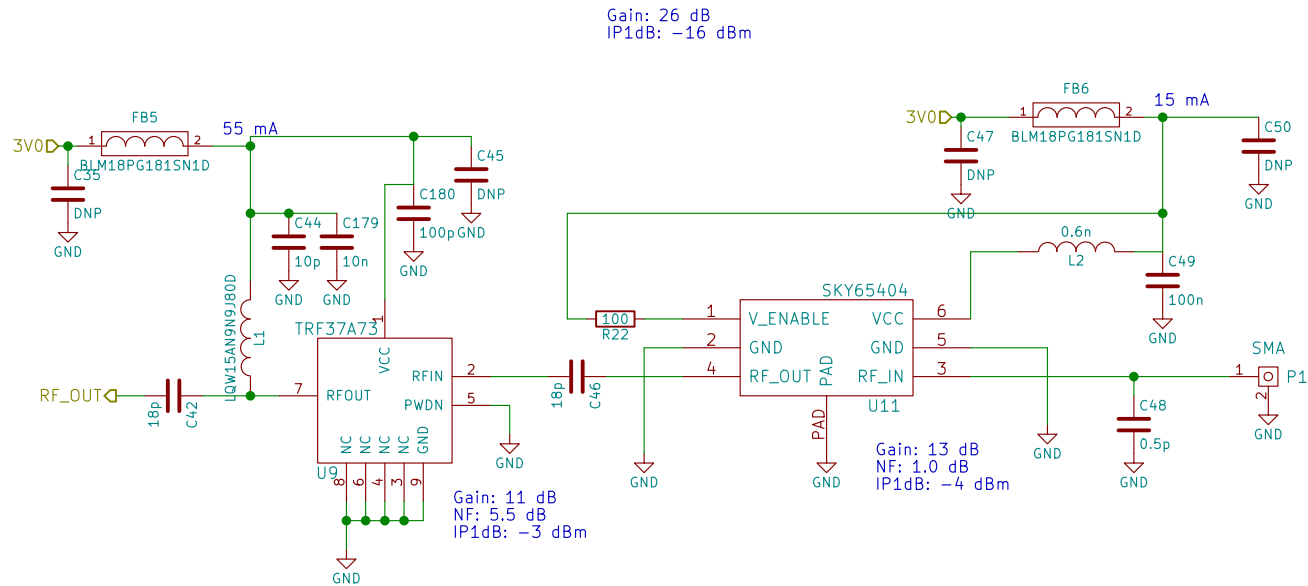 Gain: 26 dB
IP1dB: −16 dBm
FB5
55 mA
3V0
1
2
BLM18PG181SN1D
C35
DNP
GND
C45
DNP
GND
C180
100p
GND
C44
10p
GND
C179
10n
GND
LQW15AN9N9J80D
L1
TRF37A73
1
VCC
RFIN
2
PWDN
5
RFOUT
7
NC
NC
NC
NC
GND
U9
8
6
4
3
9
GND
GND
RF_OUT
18p
C42
Gain: 11 dB
NF: 5.5 dB
IP1dB: −3 dBm
18p
C46
100
R22
FB6
15 mA
3V0
1
2
BLM18PG181SN1D
C47
DNP
GND
C50
DNP
GND
0.6n
L2
C49
100n
GND
SKY65404
1
V_ENABLE
VCC
6
2
GND
GND
5
4
RF_OUT
PAD
RF_IN
3
U11
PAD
GND
GND
GND
Gain: 13 dB
NF: 1.0 dB
IP1dB: −4 dBm
C48
0.5p
GND
SMA
1
P1
2
GND